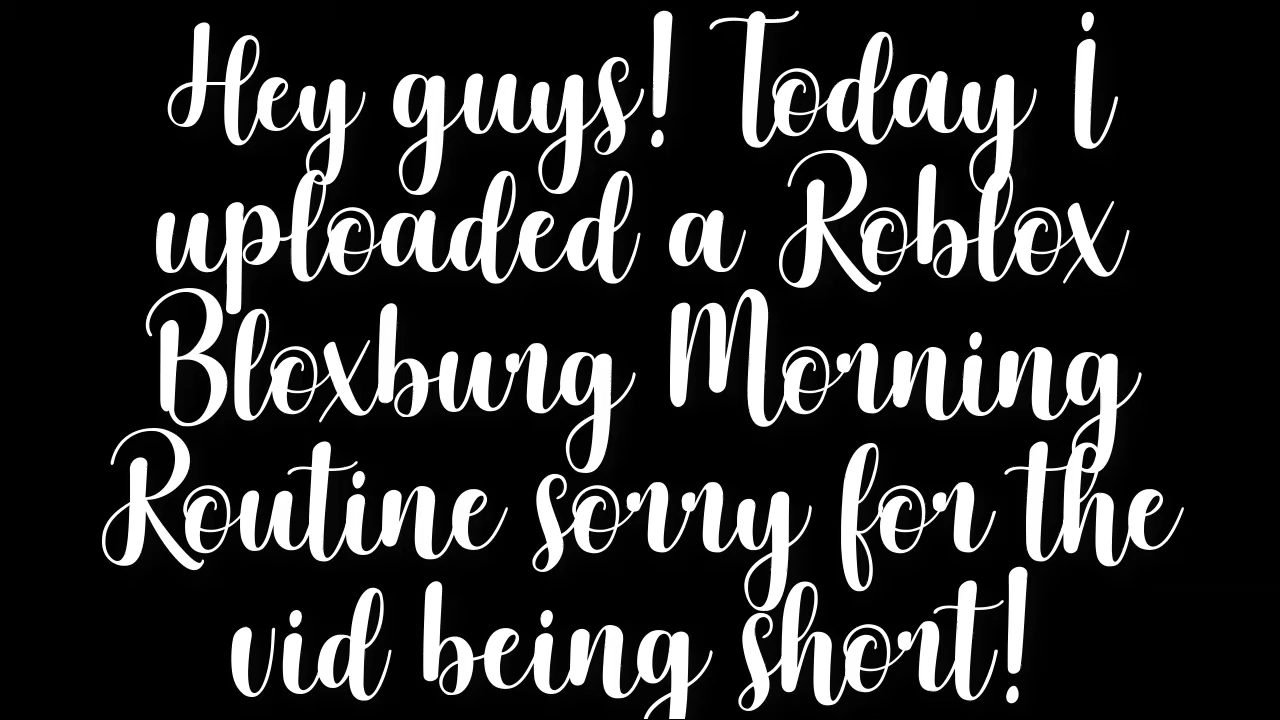 Hey guys! Today i
uploaded a Roblox
Bloxburg Morning
Routine sorry for the
vid being short!